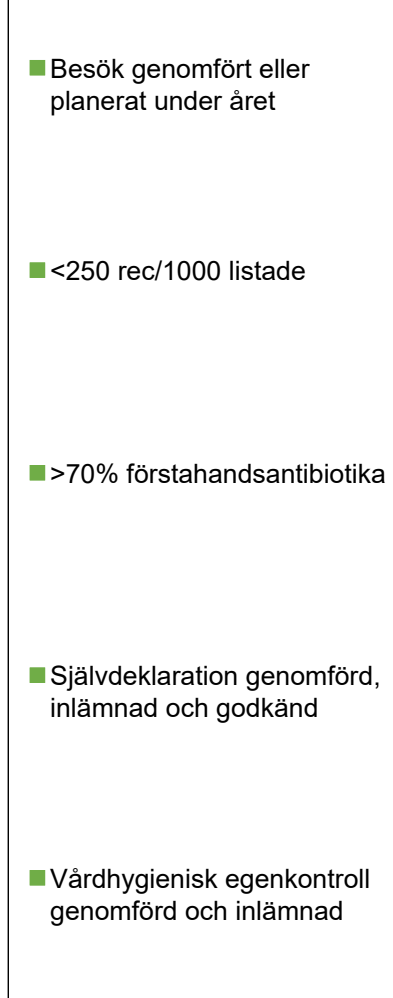 Besök genomfört eller
planerat under året
<250 rec/1000 listade
>70% förstahandsantibiotika
Självdeklaration genomförd,
inlämnad och godkänd
Vårdhygienisk egenkontroll
genomförd och inlämnad